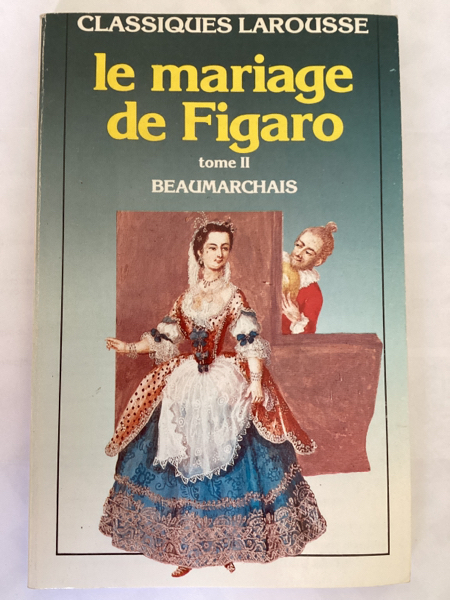 CLASSIQUES LAROUSSE
le mariage
de Figaro
tome II
BEAUMARCHAIS